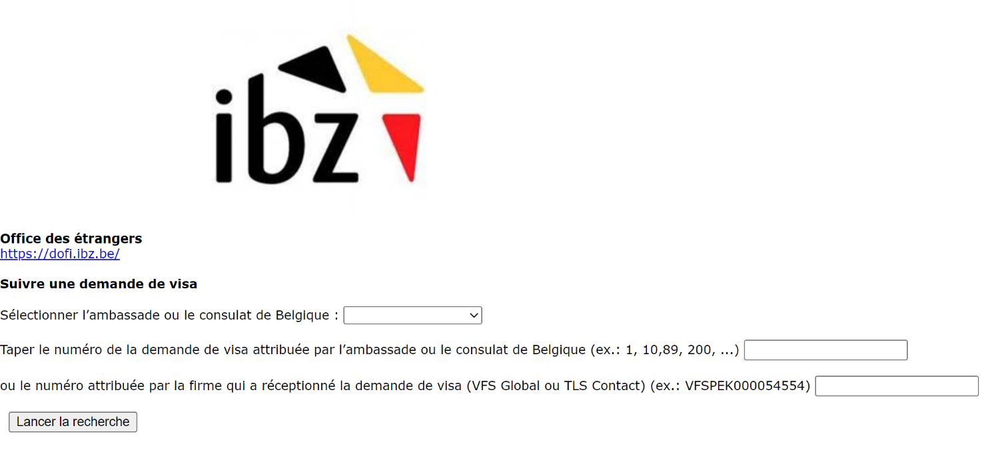 ibz
Office des étrangers
https://dofi.ibz.be/
Suivre une demande de visa
Sélectionner l’ambassade ou le consulat de Belgique :
Taper le numéro de la demande de visa attribuée par l’ambassade ou le consulat de Belgique (ex.: 1, 10,89, 200, ...)
ou le numéro attribuée par la firme qui a réceptionné la demande de visa (VFS Global ou TLS Contact) (ex.: VFSPEK000054554)
Lancer la recherche